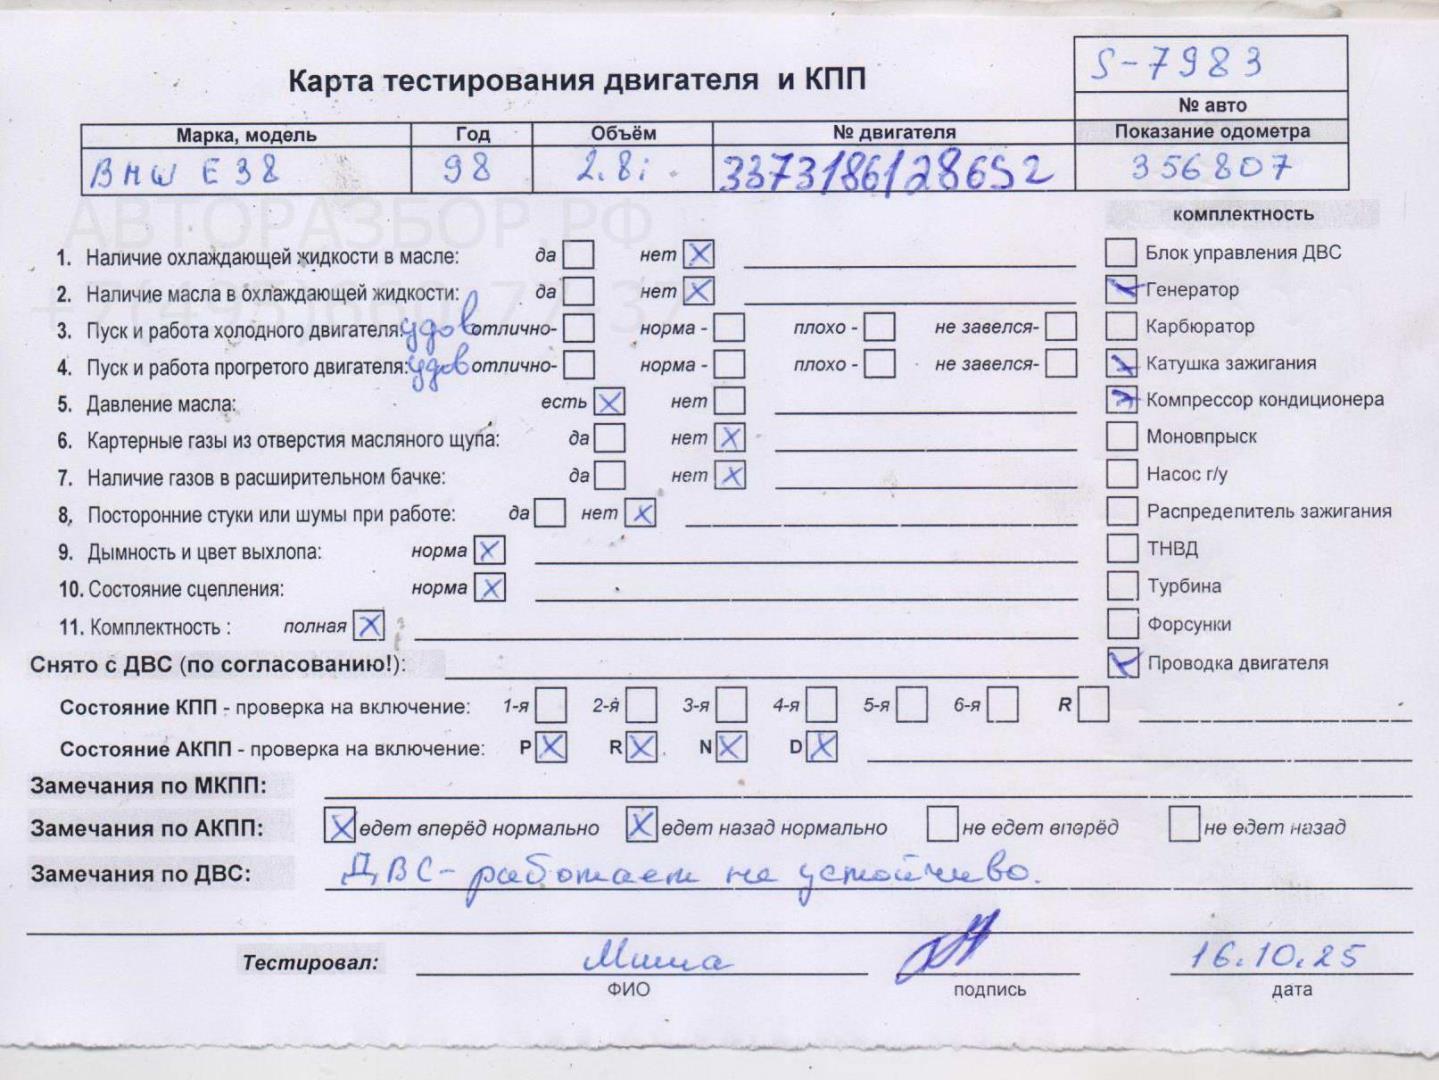 S-7983
Карта тестирования двигателя и КПП
№ авто
Марка, модель Год Объём № двигателя Показание одометра
BMW E38 98 2.8i 33731861286S2 356807
АВТОРАЗБОР.РФ
комплектность
1. Наличие охлаждающей жидкости в масле: да нет X Блок управления ДВС
2. Наличие масла в охлаждающей жидкости: да нет X Генератор
3. Пуск и работа холодного двигателя: удов отлично- норма - плохо - не завелся- Карбюратор
4. Пуск и работа прогретого двигателя: удов отлично- норма - плохо - не завелся- Катушка зажигания
5. Давление масла: есть X нет Компрессор кондиционера
6. Картерные газы из отверстия масляного щупа: да нет X Моновпрыск
7. Наличие газов в расширительном бачке: да нет X Насос г/у
8, Посторонние стуки или шумы при работе: да нет X Распределитель зажигания
9. Дымность и цвет выхлопа: норма X ТНВД
10. Состояние сцепления: норма X Турбина
11. Комплектность : полная X Форсунки
Снято с ДВС (по согласованию!): Проводка двигателя
Состояние КПП - проверка на включение: 1-я 2-я 3-я 4-я 5-я 6-я R
Состояние АКПП - проверка на включение: P X R X N X D X
Замечания по МКПП:
Замечания по АКПП: X едет вперёд нормально X едет назад нормально не едет вперёд не едет назад
Замечания по ДВС: ДВС- работает не устойчиво.
Тестировал: Миша 16.10.25
ФИО подпись дата